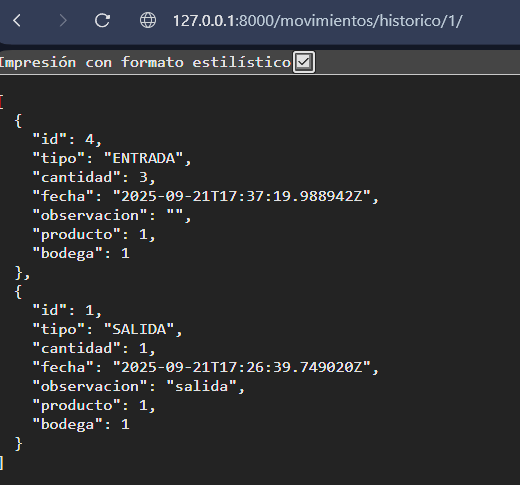 127.0.0.1:8000/movimientos/historico/1/
Impresión con formato estilístico
[
  {
    "id": 4,
    "tipo": "ENTRADA",
    "cantidad": 3,
    "fecha": "2025-09-21T17:37:19.988942Z",
    "observacion": "",
    "producto": 1,
    "bodega": 1
  },
  {
    "id": 1,
    "tipo": "SALIDA",
    "cantidad": 1,
    "fecha": "2025-09-21T17:26:39.749020Z",
    "observacion": "salida",
    "producto": 1,
    "bodega": 1
  }
]